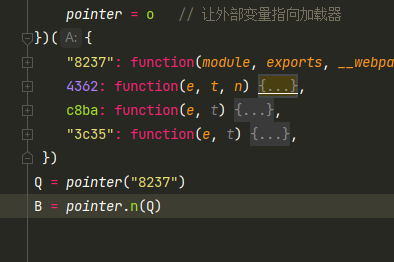 pointer = o // 让外部变量指向加载器
})( A: {
"8237": function(module, exports, __webpa
4362: function(e, t, n) {...},
c8ba: function(e, t) {...},
"3c35": function(e, t) {...},
})
Q = pointer("8237")
B = pointer.n(Q)